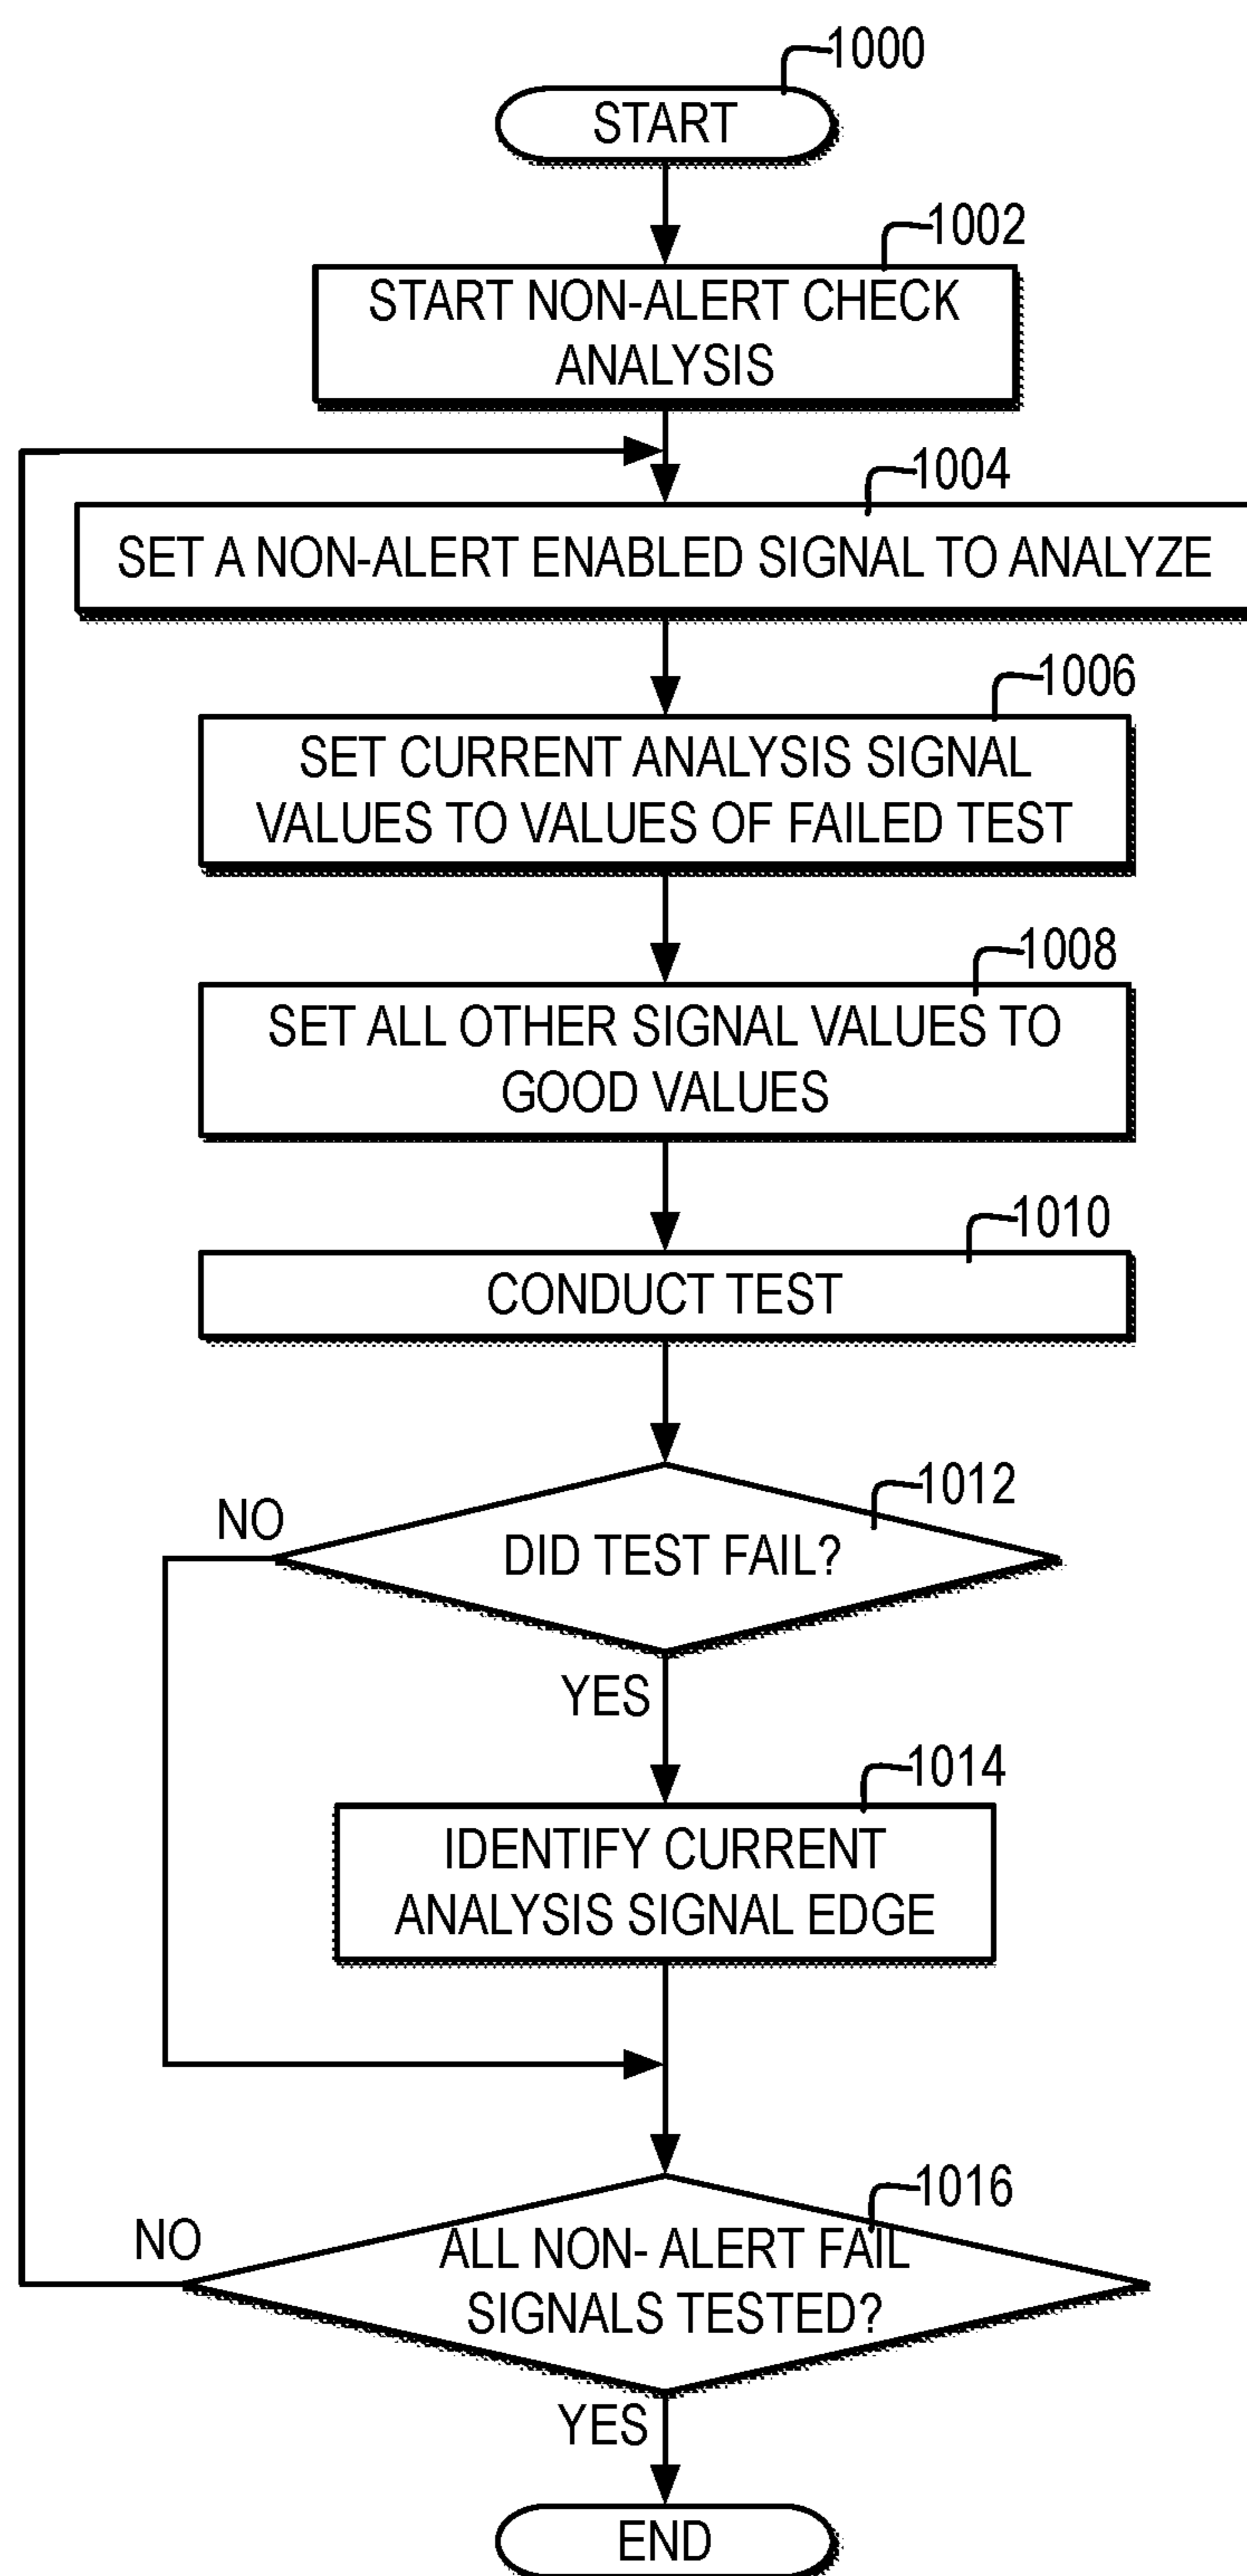 1000
START
1002
START NON-ALERT CHECK
ANALYSIS
1004
SET A NON-ALERT ENABLED SIGNAL TO ANALYZE
1006
SET CURRENT ANALYSIS SIGNAL
VALUES TO VALUES OF FAILED TEST
1008
SET ALL OTHER SIGNAL VALUES TO
GOOD VALUES
1010
CONDUCT TEST
1012
NO
DID TEST FAIL?
YES
1014
IDENTIFY CURRENT
ANALYSIS SIGNAL EDGE
1016
NO
ALL NON- ALERT FAIL
SIGNALS TESTED?
YES
END